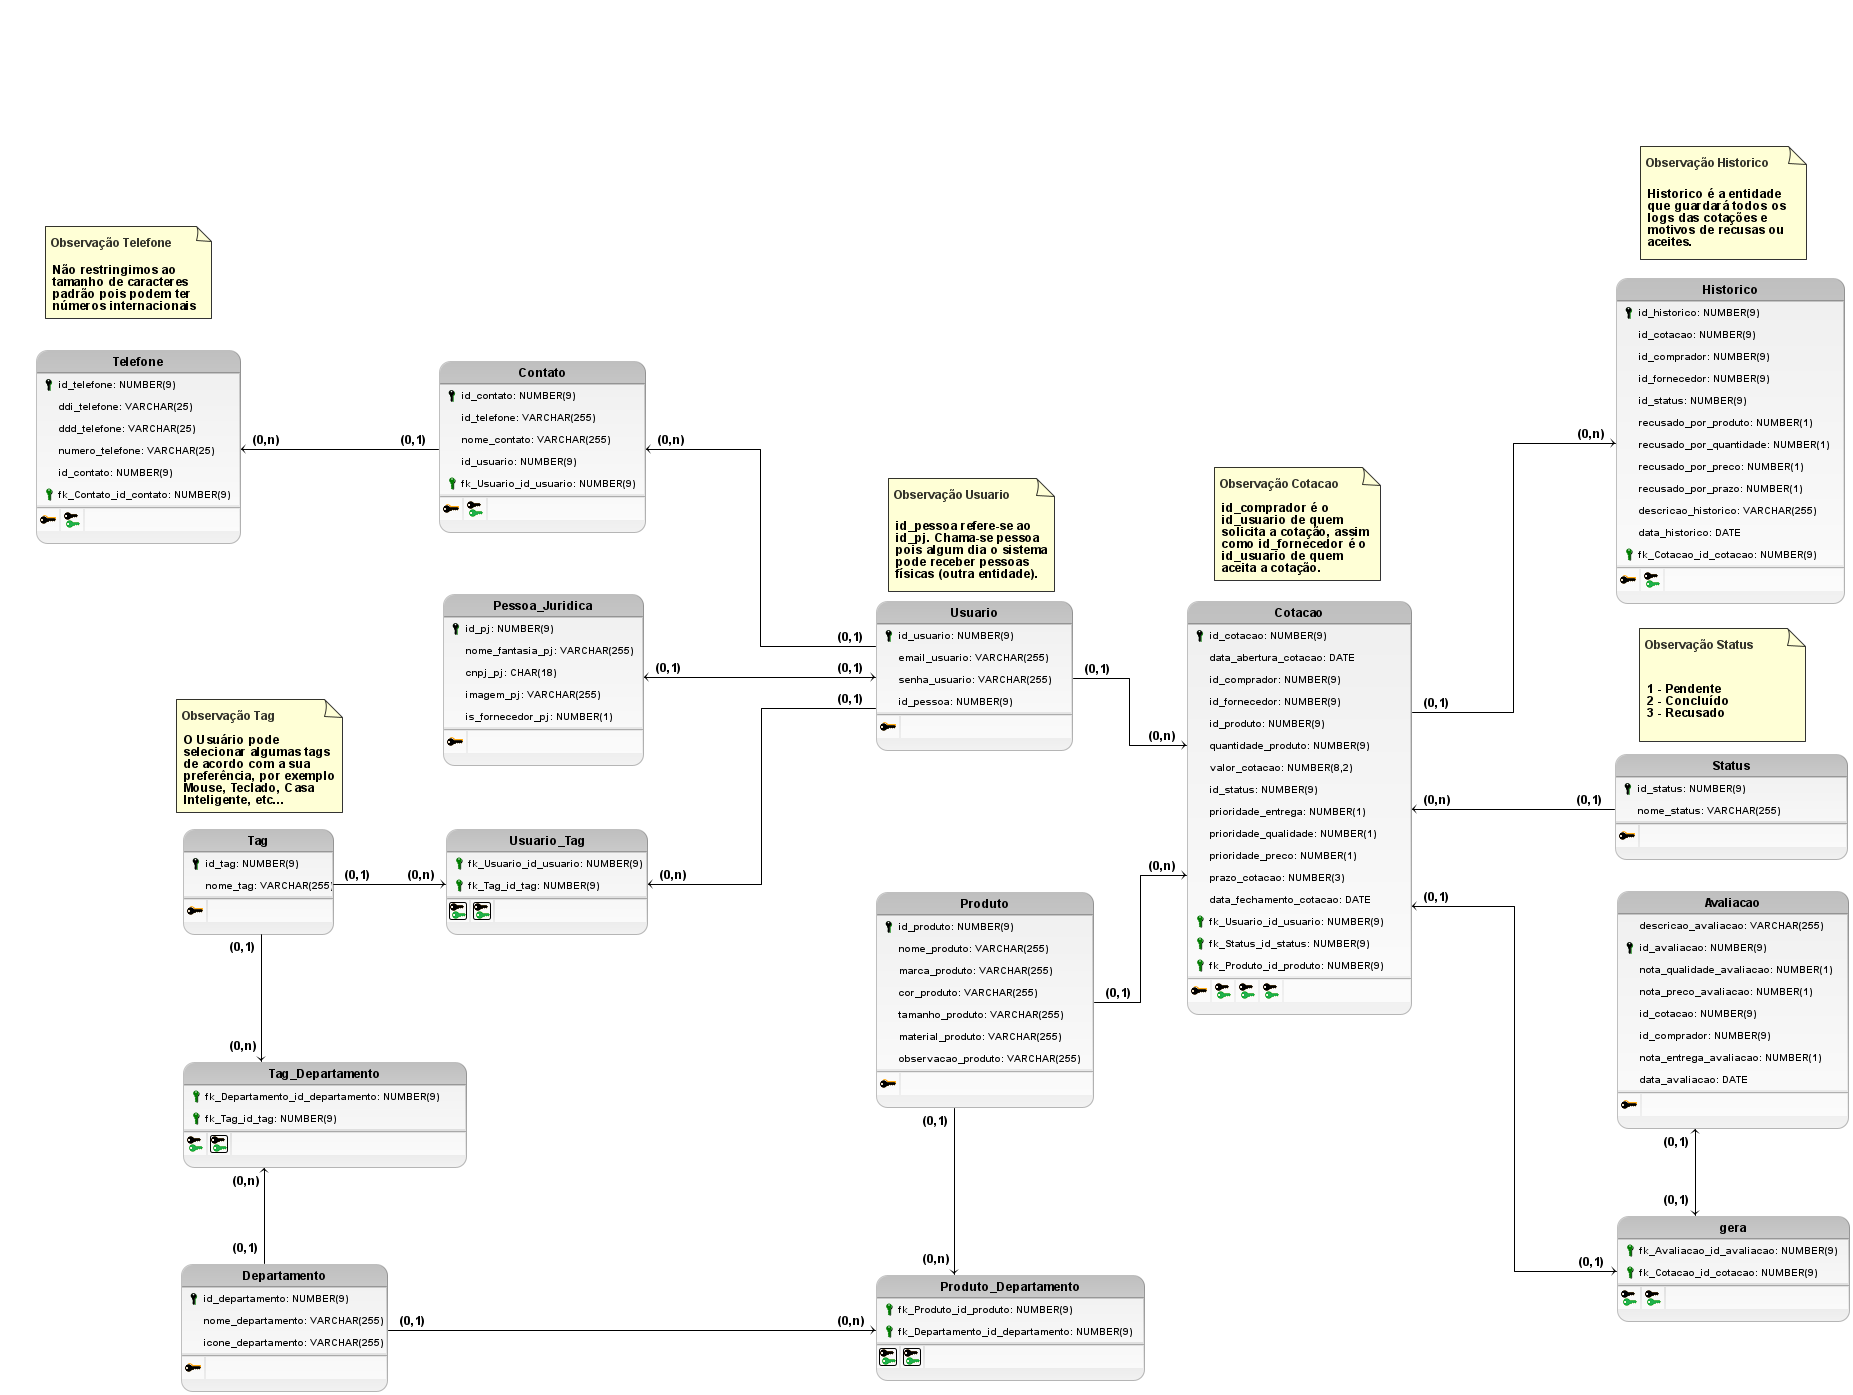 Observação Telefone
Não restringimos ao
tamanho de caracteres
padrão pois podem ter
números internacionais
Telefone
id_telefone: NUMBER(9)
ddi_telefone: VARCHAR(25)
ddd_telefone: VARCHAR(25)
numero_telefone: VARCHAR(25)
id_contato: NUMBER(9)
fk_Contato_id_contato: NUMBER(9)
(0,n)
(0,1)
Contato
id_contato: NUMBER(9)
id_telefone: VARCHAR(255)
nome_contato: VARCHAR(255)
id_usuario: NUMBER(9)
fk_Usuario_id_usuario: NUMBER(9)
(0,n)
(0,1)
Pessoa_Juridica
id_pj: NUMBER(9)
nome_fantasia_pj: VARCHAR(255)
cnpj_pj: CHAR(18)
imagem_pj: VARCHAR(255)
is_fornecedor_pj: NUMBER(1)
(0,1)
(0,1)
Observação Usuario
id_pessoa refere-se ao
id_pj. Chama-se pessoa
pois algum dia o sistema
pode receber pessoas
físicas (outra entidade).
Usuario
id_usuario: NUMBER(9)
email_usuario: VARCHAR(255)
senha_usuario: VARCHAR(255)
id_pessoa: NUMBER(9)
(0,1)
(0,1)
(0,n)
Observação Tag
O Usuário pode
selecionar algumas tags
de acordo com a sua
preferência, por exemplo
Mouse, Teclado, Casa
Inteligente, etc...
Tag
id_tag: NUMBER(9)
nome_tag: VARCHAR(255)
(0,1)
(0,n)
Usuario_Tag
fk_Usuario_id_usuario: NUMBER(9)
fk_Tag_id_tag: NUMBER(9)
(0,n)
(0,1)
(0,n)
Tag_Departamento
fk_Departamento_id_departamento: NUMBER(9)
fk_Tag_id_tag: NUMBER(9)
(0,n)
(0,1)
Departamento
id_departamento: NUMBER(9)
nome_departamento: VARCHAR(255)
icone_departamento: VARCHAR(255)
(0,1)
(0,n)
Produto
id_produto: NUMBER(9)
nome_produto: VARCHAR(255)
marca_produto: VARCHAR(255)
cor_produto: VARCHAR(255)
tamanho_produto: VARCHAR(255)
material_produto: VARCHAR(255)
observacao_produto: VARCHAR(255)
(0,1)
(0,n)
(0,1)
(0,n)
Produto_Departamento
fk_Produto_id_produto: NUMBER(9)
fk_Departamento_id_departamento: NUMBER(9)
Observação Cotacao
id_comprador é o
id_usuario de quem
solicita a cotação, assim
como id_fornecedor é o
id_usuario de quem
aceita a cotação.
Cotacao
id_cotacao: NUMBER(9)
data_abertura_cotacao: DATE
id_comprador: NUMBER(9)
id_fornecedor: NUMBER(9)
id_produto: NUMBER(9)
quantidade_produto: NUMBER(9)
valor_cotacao: NUMBER(8,2)
id_status: NUMBER(9)
prioridade_entrega: NUMBER(1)
prioridade_qualidade: NUMBER(1)
prioridade_preco: NUMBER(1)
prazo_cotacao: NUMBER(3)
data_fechamento_cotacao: DATE
fk_Usuario_id_usuario: NUMBER(9)
fk_Status_id_status: NUMBER(9)
fk_Produto_id_produto: NUMBER(9)
(0,1)
(0,n)
(0,n)
(0,1)
(0,1)
(0,1)
Observação Historico
Historico é a entidade
que guardará todos os
logs das cotações e
motivos de recusas ou
aceites.
Historico
id_historico: NUMBER(9)
id_cotacao: NUMBER(9)
id_comprador: NUMBER(9)
id_fornecedor: NUMBER(9)
id_status: NUMBER(9)
recusado_por_produto: NUMBER(1)
recusado_por_quantidade: NUMBER(1)
recusado_por_preco: NUMBER(1)
recusado_por_prazo: NUMBER(1)
descricao_historico: VARCHAR(255)
data_historico: DATE
fk_Cotacao_id_cotacao: NUMBER(9)
Observação Status
1 - Pendente
2 - Concluído
3 - Recusado
Status
id_status: NUMBER(9)
nome_status: VARCHAR(255)
Avaliacao
descricao_avaliacao: VARCHAR(255)
id_avaliacao: NUMBER(9)
nota_qualidade_avaliacao: NUMBER(1)
nota_preco_avaliacao: NUMBER(1)
id_cotacao: NUMBER(9)
id_comprador: NUMBER(9)
nota_entrega_avaliacao: NUMBER(1)
data_avaliacao: DATE
(0,1)
(0,1)
gera
fk_Avaliacao_id_avaliacao: NUMBER(9)
fk_Cotacao_id_cotacao: NUMBER(9)